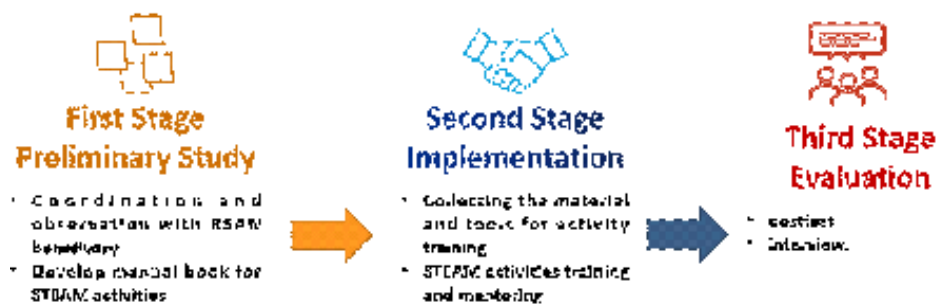 First Stage
Preliminary Study
• Coordination and
observation with RSAW
• Develop manual book for
STEAM activities
Second Stage
Implementation
• Collecting the material
and tools for activity
training
• STEAM activities training
and mentoring
Third Stage
Evaluation
• Interview.